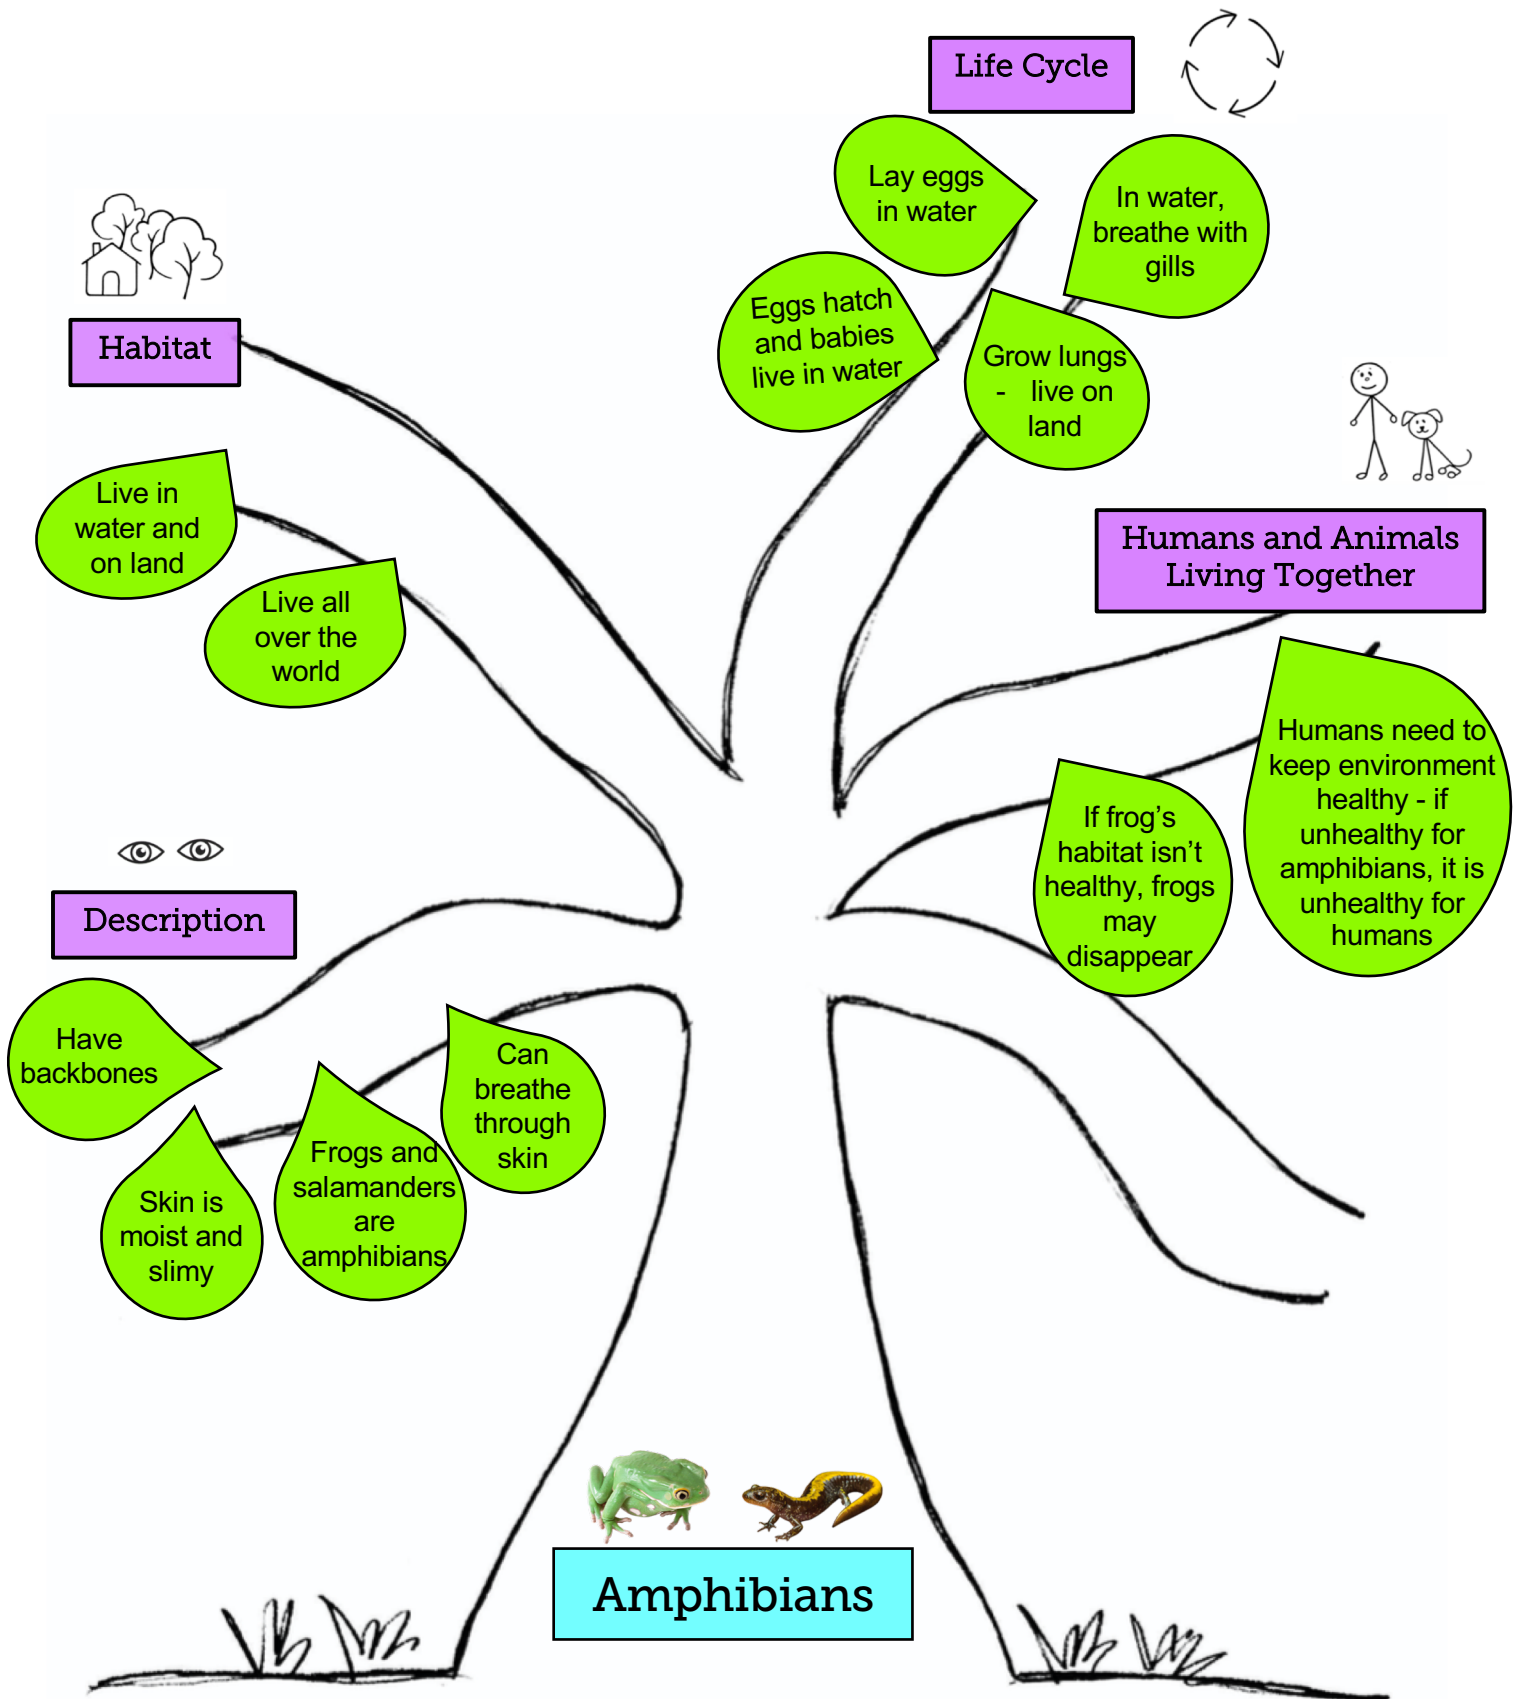 Life Cycle
Lay eggs
in water
In water,
breathe with
gills
Eggs hatch
and babies
live in water
Grow lungs
- live on
land
Habitat
Live in
water and
on land
Live all
over the
world
Humans and Animals
Living Together
Humans need to
keep environment
healthy - if
unhealthy for
amphibians, it is
unhealthy for
humans
If frog’s
habitat isn’t
healthy, frogs
may
disappear
Description
Have
backbones
Skin is
moist and
slimy
Frogs and
salamanders
are
amphibians
Can
breathe
through
skin
Amphibians